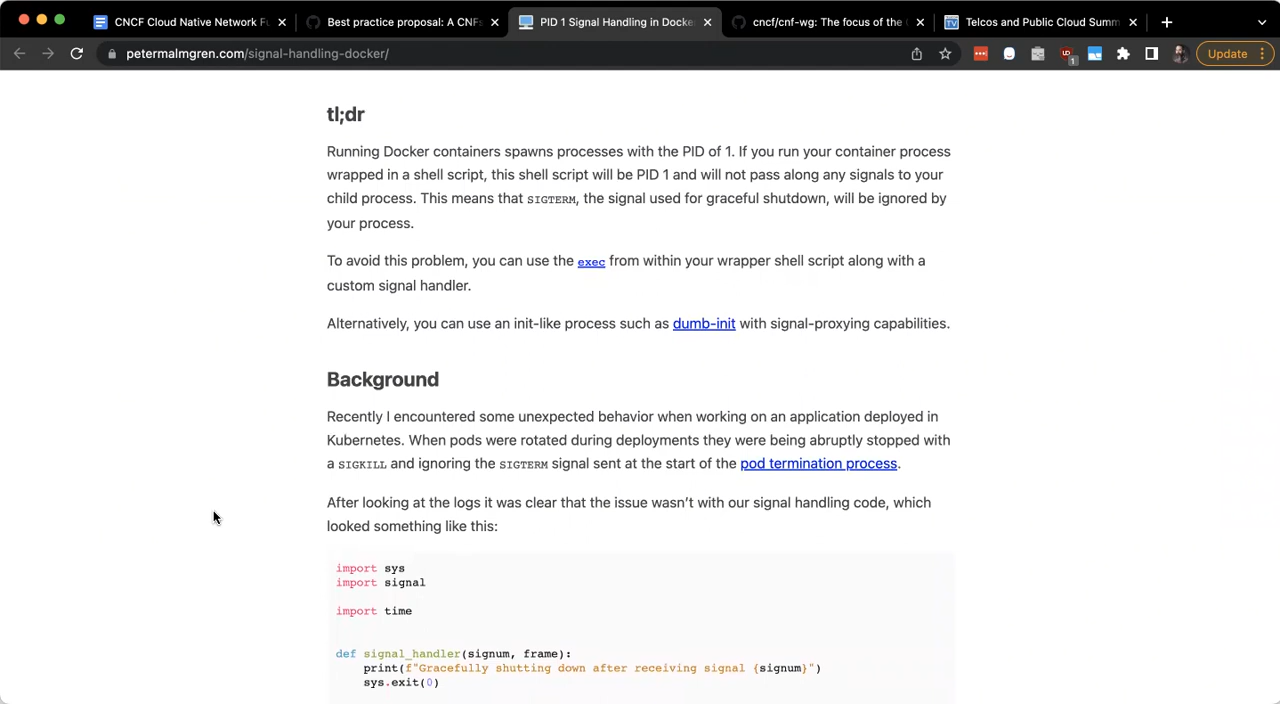 CNCF Cloud Native Network Fu
Best practice proposal: A CNFs
PID 1 Signal Handling in Docke
cncf/cnf-wg: The focus of the
Telcos and Public Cloud Summ
petermalmgren.com/signal-handling-docker/
UD
1
Update
tl;dr
Running Docker containers spawns processes with the PID of 1. If you run your container process
wrapped in a shell script, this shell script will be PID 1 and will not pass along any signals to your
child process. This means that SIGTERM, the signal used for graceful shutdown, will be ignored by
your process.
To avoid this problem, you can use the exec from within your wrapper shell script along with a
custom signal handler.
Alternatively, you can use an init-like process such as dumb-init with signal-proxying capabilities.
Background
Recently I encountered some unexpected behavior when working on an application deployed in
Kubernetes. When pods were rotated during deployments they were being abruptly stopped with
a SIGKILL and ignoring the SIGTERM signal sent at the start of the pod termination process.
After looking at the logs it was clear that the issue wasn't with our signal handling code, which
looked something like this:
import sys
import signal
import time
def signal_handler(signum, frame):
print(f"Gracefully shutting down after receiving signal {signum}")
sys.exit(0)